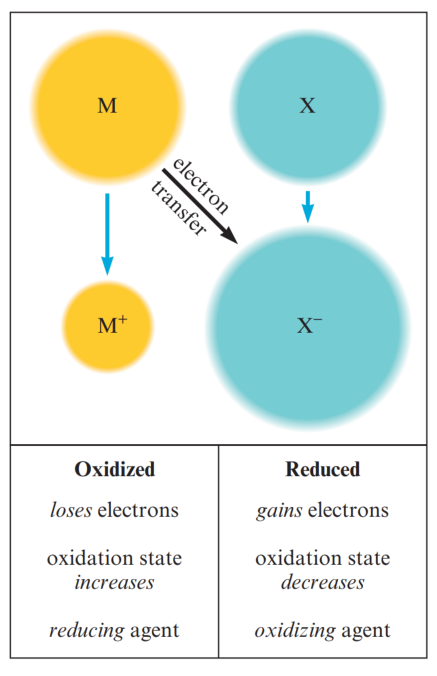 M
X
electron
transfer
M⁺
X⁻
Oxidized
loses electrons
oxidation state
increases
reducing agent
Reduced
gains electrons
oxidation state
decreases
oxidizing agent